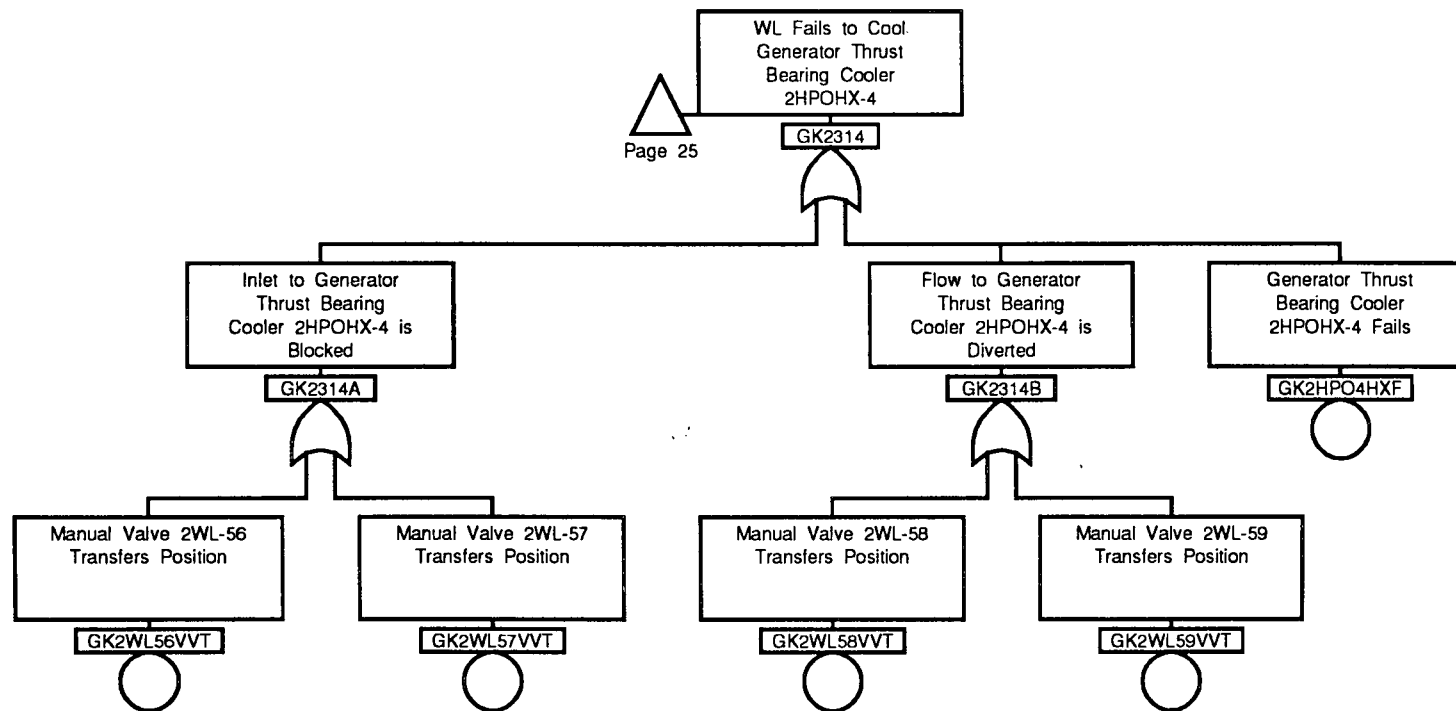 WL Fails to Cool
Generator Thrust
Bearing Cooler
2HPOHX-4
Page 25
GK2314
Inlet to Generator
Thrust Bearing
Cooler 2HPOHX-4 is
Blocked
GK2314A
Flow to Generator
Thrust Bearing
Cooler 2HPOHX-4 is
Diverted
GK2314B
Generator Thrust
Bearing Cooler
2HPOHX-4 Fails
GK2HPO4HXF
Manual Valve 2WL-56
Transfers Position
GK2WL56VVT
Manual Valve 2WL-57
Transfers Position
GK2WL57VVT
Manual Valve 2WL-58
Transfers Position
GK2WL58VVT
Manual Valve 2WL-59
Transfers Position
GK2WL59VVT